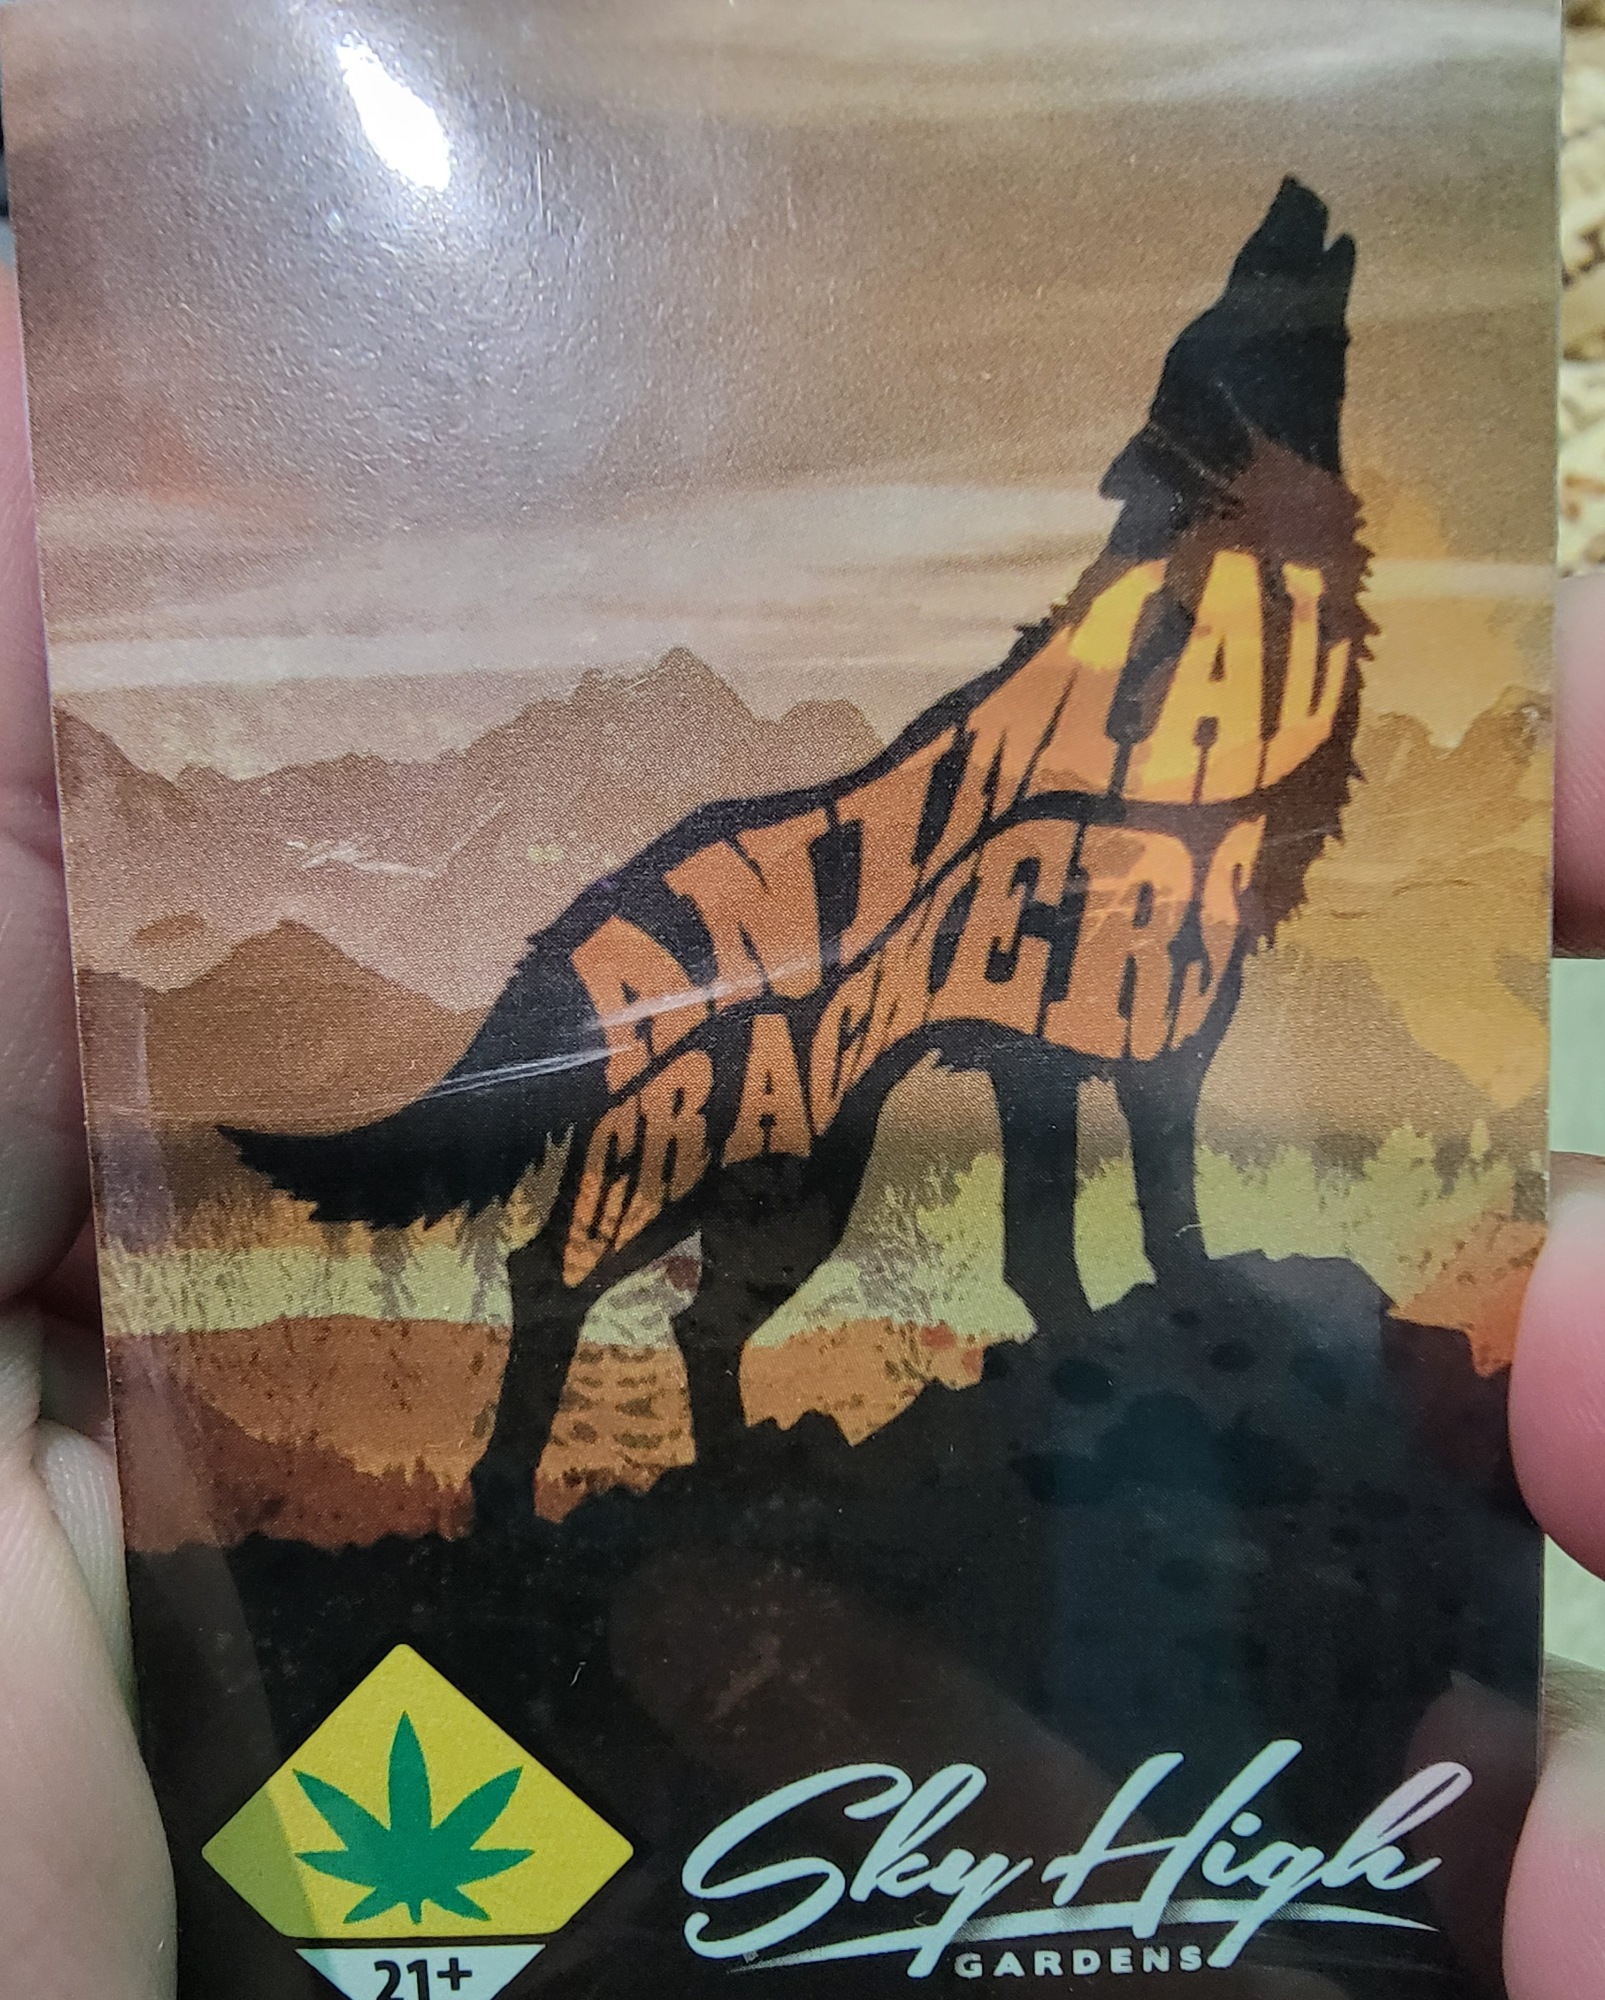 ANIMAL
CRACKERS
21+
Sky High
GARDENS